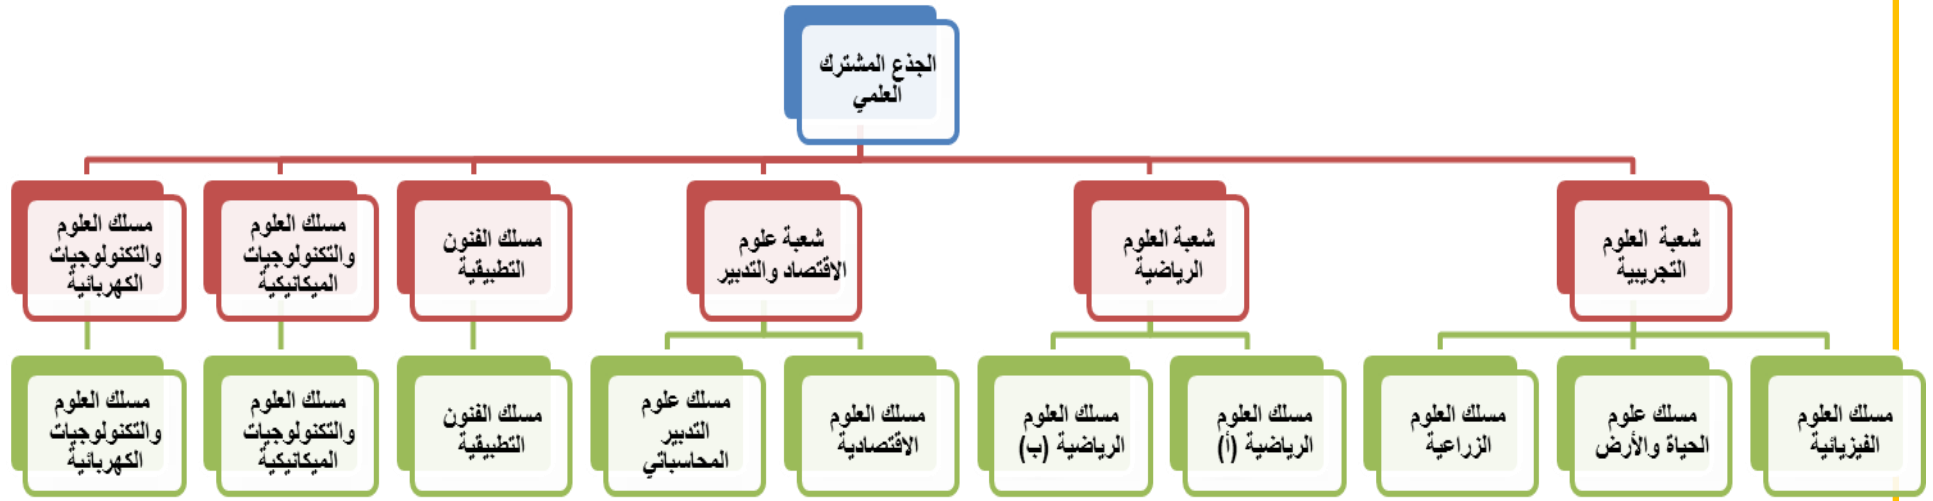 الجذع المشترك
العلمي
شعبة العلوم
التجريبية
شعبة العلوم
الرياضية
شعبة علوم
الاقتصاد والتدبير
مسلك الفنون
التطبيقية
مسلك العلوم
والتكنولوجيات
الميكانيكية
مسلك العلوم
والتكنولوجيات
الكهربائية
مسلك العلوم
الفيزيائية
مسلك علوم
الحياة والأرض
مسلك العلوم
الزراعية
مسلك العلوم
الرياضية (أ)
مسلك العلوم
الرياضية (ب)
مسلك العلوم
الاقتصادية
مسلك علوم
التدبير
المحاسباتي
مسلك الفنون
التطبيقية
مسلك العلوم
والتكنولوجيات
الميكانيكية
مسلك العلوم
والتكنولوجيات
الكهربائية